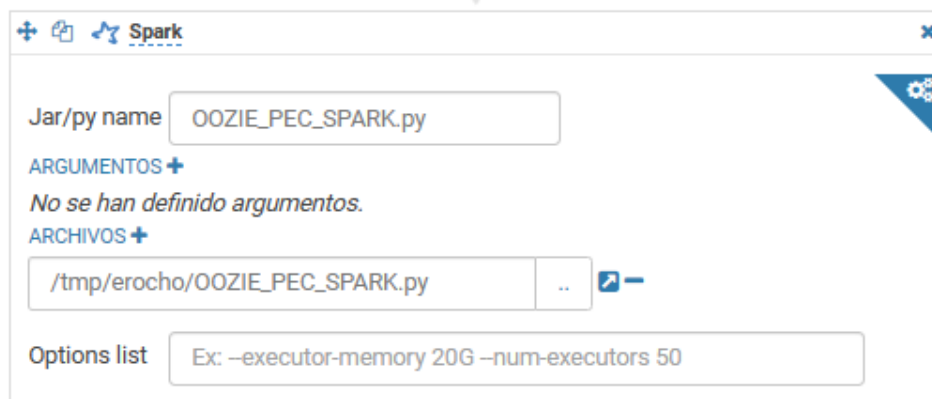 Spark
Jar/py name OOZIE_PEC_SPARK.py
ARGUMENTOS
No se han definido argumentos.
ARCHIVOS
/tmp/erocho/OOZIE_PEC_SPARK.py ..
Options list Ex: --executor-memory 20G --num-executors 50